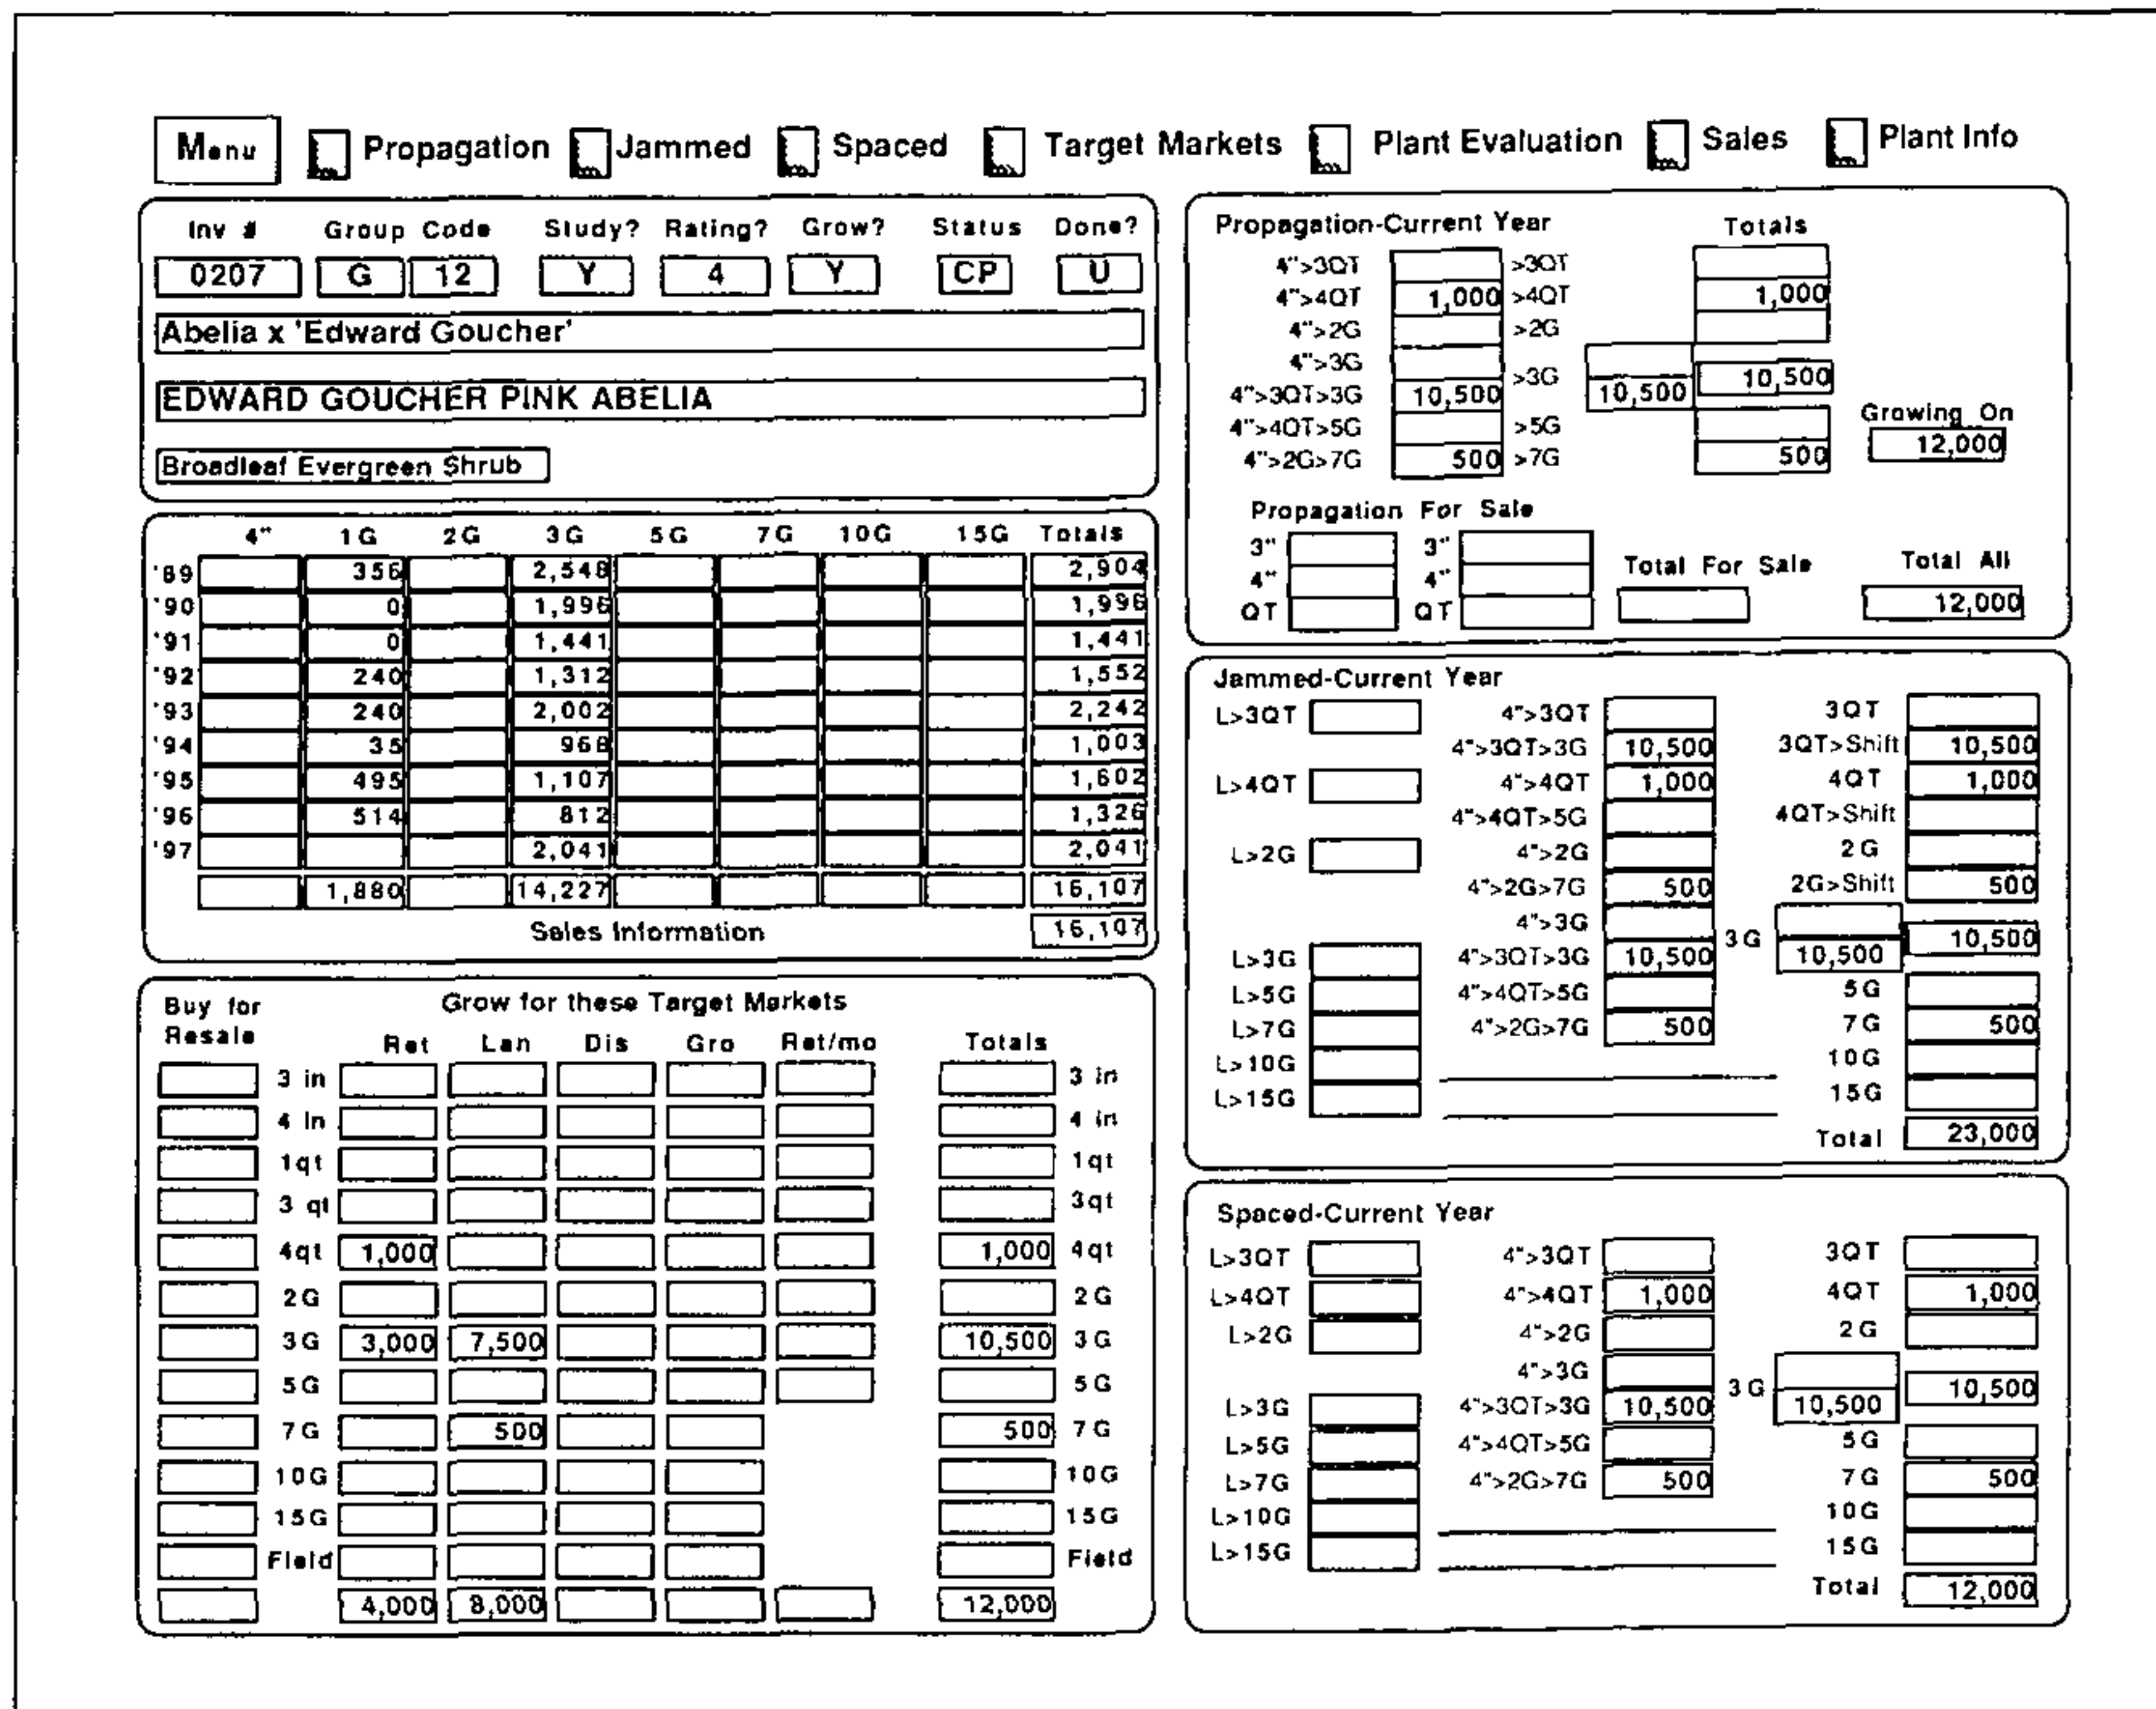 Menu Propagation Jammed Spaced Target Markets Plant Evaluation Sales Plant Info
Inv # Group Code Study? Rating? Grow? Status Done?
0207 G 12 Y 4 Y CP U
Abelia x 'Edward Goucher'
EDWARD GOUCHER PINK ABELIA
Broadleaf Evergreen Shrub
4" 1G 2G 3G 5G 7G 10G 15G Totals
'89 356 2,548 2,904
'90 0 1,996 1,996
'91 0 1,441 1,441
'92 240 1,312 1,552
'93 240 2,002 2,242
'94 35 968 1,003
'95 495 1,107 1,602
'96 514 812 1,326
'97 2,041 2,041
1,880 14,227 16,107
Sales Information 16,107
Buy for Resale
Grow for these Target Markets
Ret Lan Dis Gro Ret/mo Totals
3 in 3 in
4 in 4 in
1qt 1qt
3 qt 3qt
4qt 1,000 1,000 4qt
2G 2G
3G 3,000 7,500 10,500 3G
5G 5G
7G 500 500 7G
10G 10G
15G 15G
Field Field
4,000 8,000 12,000
Propagation-Current Year Totals
4">3QT >3QT
4">4QT 1,000 >4QT 1,000
4">2G >2G
4">3G >3G 10,500
4">3QT>3G 10,500 10,500
4">4QT>5G >5G
4">2G>7G 500 >7G 500
Growing On
12,000
Propagation For Sale
3" 3"
4" 4"
QT QT
Total For Sale
Total All
12,000
Jammed-Current Year
L>3QT 4">3QT 3QT
4">3QT>3G 10,500 3QT>Shift 10,500
L>4QT 4">4QT 1,000 4QT 1,000
4">4QT>5G 4QT>Shift
L>2G 4">2G 2G
4">2G>7G 500 2G>Shift 500
4">3G 3G 10,500
L>3G 4">3QT>3G 10,500 10,500
L>5G 4">4QT>5G 5G
L>7G 4">2G>7G 500 7G 500
L>10G 10G
L>15G 15G
Total 23,000
Spaced-Current Year
L>3QT 4">3QT 3QT
L>4QT 4">4QT 1,000 4QT 1,000
L>2G 4">2G 2G
4">3G 3G 10,500
L>3G 4">3QT>3G 10,500 10,500
L>5G 4">4QT>5G 5G
L>7G 4">2G>7G 500 7G 500
L>10G 10G
L>15G 15G
Total 12,000